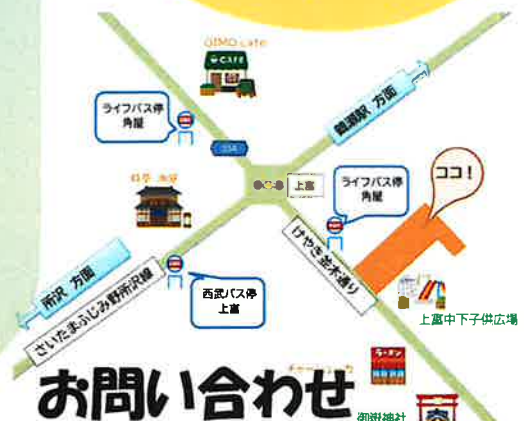 OIMO cafe
CAFE
ライフバス停
角屋
鶴瀬駅 方面
334
上富
ライフバス停
角屋
ココ！
けやき並木通り
所沢 方面
さいたまふじみ野所沢線
西武バス停
上富
上富中下子供広場
ラーメン
お問い合わせ
御嶽神社